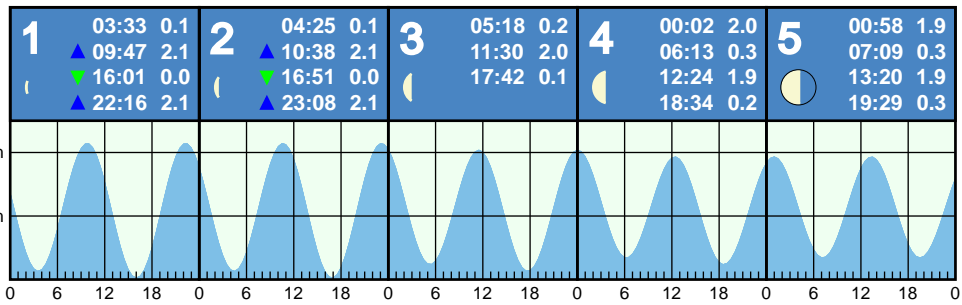 1
03:33 0.1
▲ 09:47 2.1
▼ 16:01 0.0
▲ 22:16 2.1
2
04:25 0.1
▲ 10:38 2.1
▼ 16:51 0.0
▲ 23:08 2.1
3
05:18 0.2
11:30 2.0
17:42 0.1
4
00:02 2.0
06:13 0.3
12:24 1.9
18:34 0.2
5
00:58 1.9
07:09 0.3
13:20 1.9
19:29 0.3
m
m
0 6 12 18 0 6 12 18 0 6 12 18 0 6 12 18 0 6 12 18 0